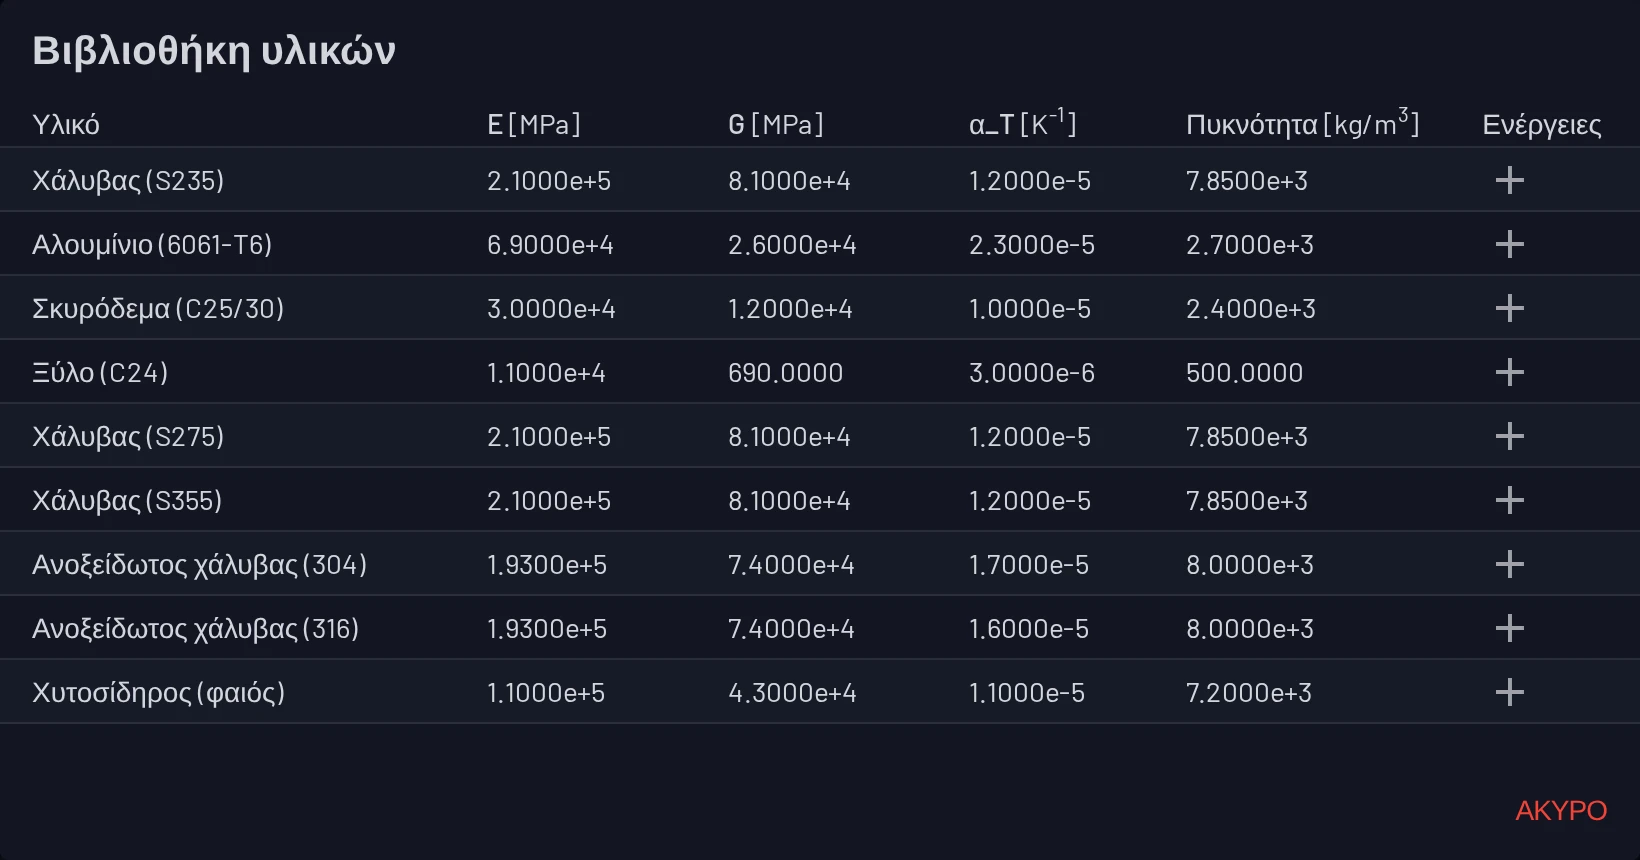 Βιβλιοθήκη υλικών
Υλικό E [MPa] G [MPa] α_T [K⁻¹] Πυκνότητα [kg/m³] Ενέργειες
Χάλυβας (S235) 2.1000e+5 8.1000e+4 1.2000e-5 7.8500e+3
Αλουμίνιο (6061-T6) 6.9000e+4 2.6000e+4 2.3000e-5 2.7000e+3
Σκυρόδεμα (C25/30) 3.0000e+4 1.2000e+4 1.0000e-5 2.4000e+3
Ξύλο (C24) 1.1000e+4 690.0000 3.0000e-6 500.0000
Χάλυβας (S275) 2.1000e+5 8.1000e+4 1.2000e-5 7.8500e+3
Χάλυβας (S355) 2.1000e+5 8.1000e+4 1.2000e-5 7.8500e+3
Ανοξείδωτος χάλυβας (304) 1.9300e+5 7.4000e+4 1.7000e-5 8.0000e+3
Ανοξείδωτος χάλυβας (316) 1.9300e+5 7.4000e+4 1.6000e-5 8.0000e+3
Χυτοσίδηρος (φαιός) 1.1000e+5 4.3000e+4 1.1000e-5 7.2000e+3
ΑΚΥΡΟ